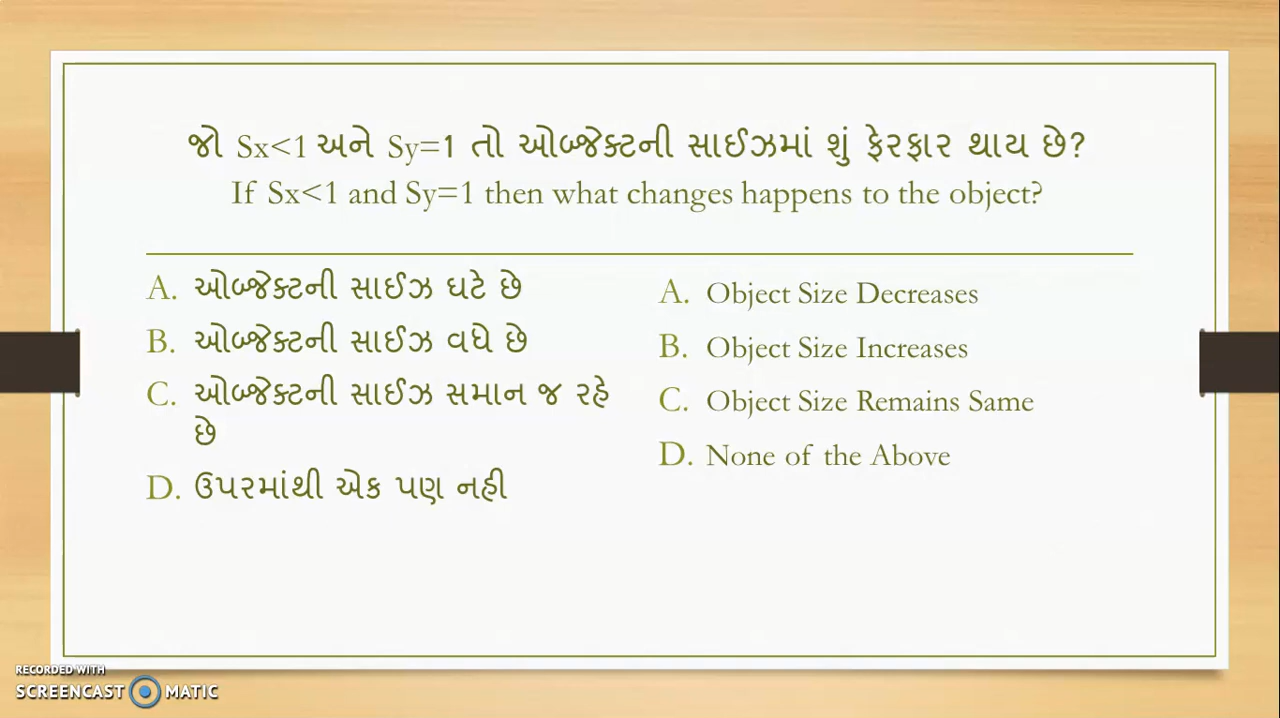 જો Sx<1 અને Sy=1 તો ઓબ્જેક્ટની સાઈઝમાં શું ફેરફાર થાય છે?
If Sx<1 and Sy=1 then what changes happens to the object?
A. ઓબ્જેક્ટની સાઈઝ ઘટે છે
B. ઓબ્જેક્ટની સાઈઝ વધે છે
C. ઓબ્જેક્ટની સાઈઝ સમાન જ રહે
છે
D. ઉપરમાંથી એક પણ નહી
A. Object Size Decreases
B. Object Size Increases
C. Object Size Remains Same
D. None of the Above
RECORDED WITH
SCREENCAST MATIC